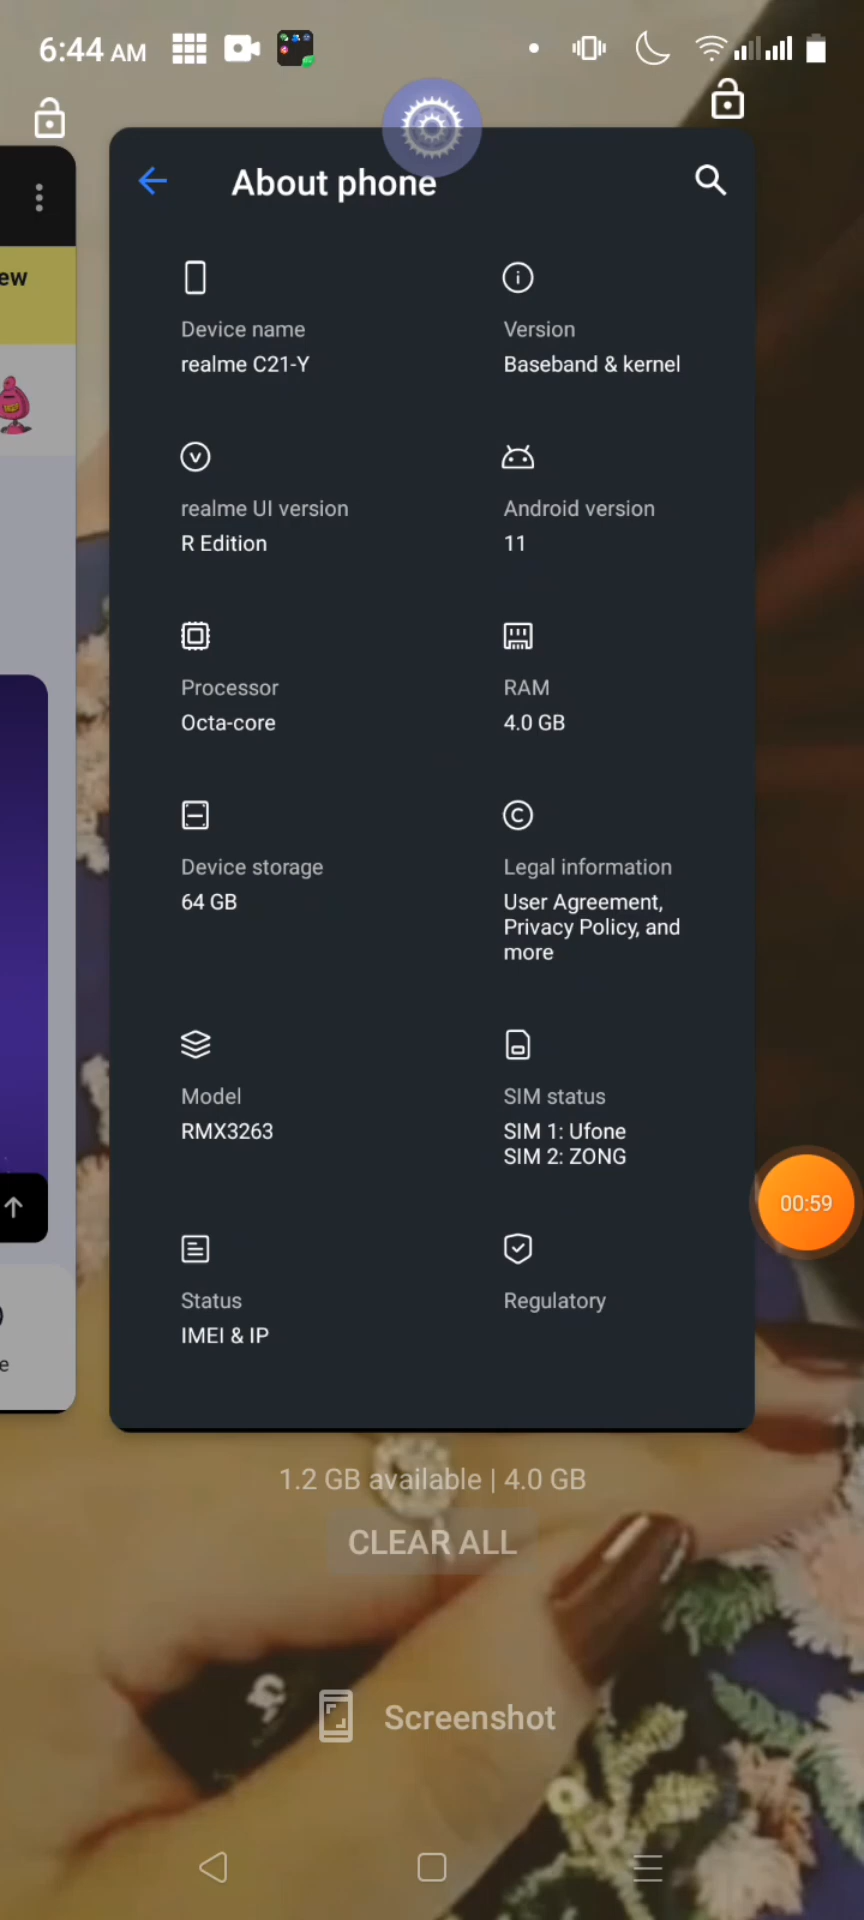 6:44 AM
ew
About phone
Device name
realme C21-Y
Version
Baseband & kernel
realme UI version
R Edition
Android version
11
Processor
Octa-core
RAM
4.0 GB
Device storage
64 GB
Legal information
User Agreement,
Privacy Policy, and
more
Model
RMX3263
SIM status
SIM 1: Ufone
SIM 2: ZONG
00:59
Status
IMEI & IP
Regulatory
e
1.2 GB available | 4.0 GB
CLEAR ALL
Screenshot